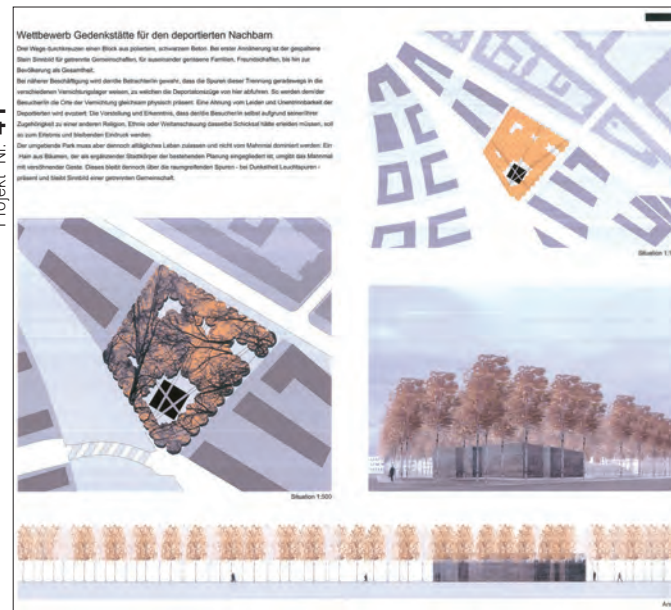 Projekt Nr. 4
Wettbewerb Gedenkstätte für den deportierten Nachbarn
Drei Wege durchkreuzen einen Block aus poliertem, schwarzem Beton. Bei erster Annäherung ist der gespaltene
Stein Sinnbild für getrennte Gemeinschaften, für auseinander gerissene Familien, Freundschaften, bis hin zur
Bevölkerung als Gesamtheit.
Bei näherer Beschäftigung wird der/die Betrachter/in gewahr, dass die Spuren dieser Trennung geradewegs in die
verschiedenen Vernichtungslager weisen, zu welchen die Deportationszüge von hier abfuhren. So werden dem/der
Besucher/in die Orte der Vernichtung gleichsam physisch präsent. Eine Ahnung vom Leiden und Unentrinnbarkeit der
Deportierten wird evoziert. Die Vorstellung und Erkenntnis, dass der/die Besucher/in selbst aufgrund seiner/ihrer
Zugehörigkeit zu einer anderen Religion, Ethnie oder Weltanschauung dasselbe Schicksal hätte erleiden müssen, soll
so zum Erlebnis und bleibenden Eindruck werden.
Der umgebende Park muss aber dennoch alltägliches Leben zulassen und nicht vom Mahnmal dominiert werden: Ein
Hain aus Bäumen, der als ergänzender Stadtkörper der bestehenden Planung eingegliedert ist, umgibt das Mahnmal
mit versöhnender Geste. Dieses bleibt dennoch über die raumgreifenden Spuren - bei Dunkelheit Leuchtspuren -
präsent und bleibt Sinnbild einer getrennten Gemeinschaft.
Situation 1:1
Situation 1:500
Ans